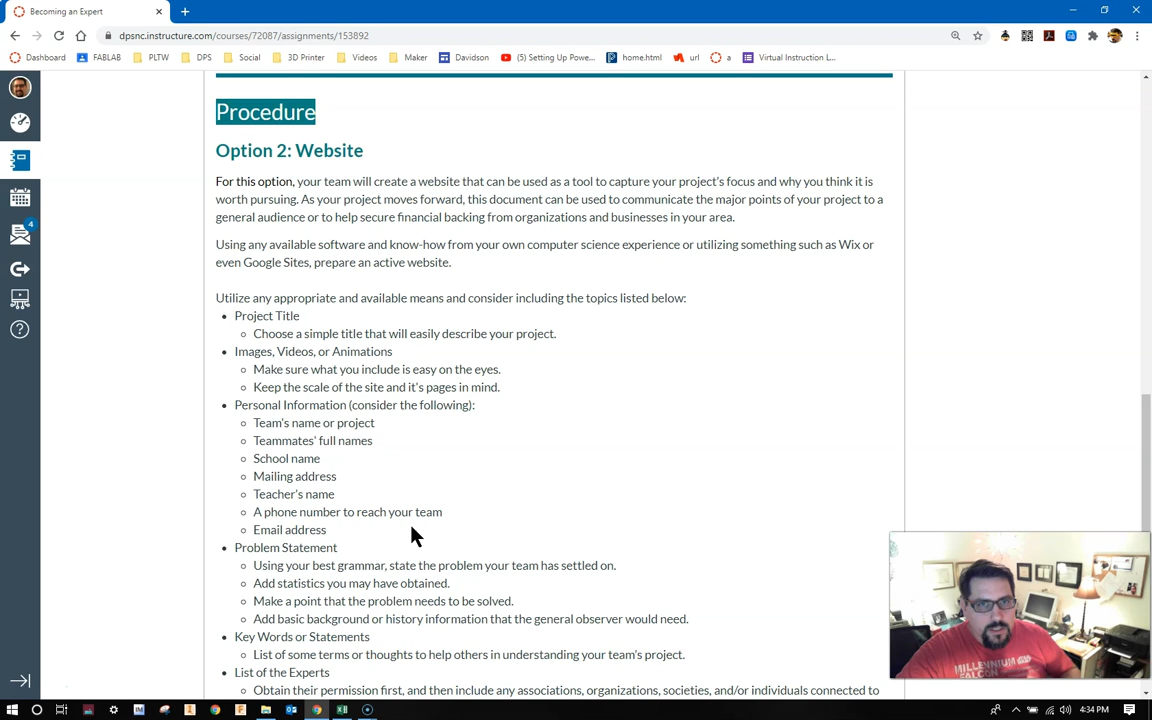 Becoming an Expert
dpsnc.instructure.com/courses/72087/assignments/153892
Dashboard FABLAB PLTW DPS Social 3D Printer Videos Maker Davidson (5) Setting Up Powe... home.html url a Virtual Instruction L...
Procedure
Option 2: Website
For this option, your team will create a website that can be used as a tool to capture your project's focus and why you think it is
worth pursuing. As your project moves forward, this document can be used to communicate the major points of your project to a
general audience or to help secure financial backing from organizations and businesses in your area.
4
Using any available software and know-how from your own computer science experience or utilizing something such as Wix or
even Google Sites, prepare an active website.
Utilize any appropriate and available means and consider including the topics listed below:
• Project Title
Choose a simple title that will easily describe your project.
• Images, Videos, or Animations
Make sure what you include is easy on the eyes.
Keep the scale of the site and it's pages in mind.
• Personal Information (consider the following):
Team's name or project
Teammates' full names
School name
Mailing address
Teacher's name
A phone number to reach your team
Email address
• Problem Statement
Using your best grammar, state the problem your team has settled on.
Add statistics you may have obtained.
Make a point that the problem needs to be solved.
Add basic background or history information that the general observer would need.
• Key Words or Statements
List of some terms or thoughts to help others in understanding your team's project.
• List of the Experts
Obtain their permission first, and then include any associations, organizations, societies, and/or individuals connected to
MILLENNIUM
FALCON
4:34 PM